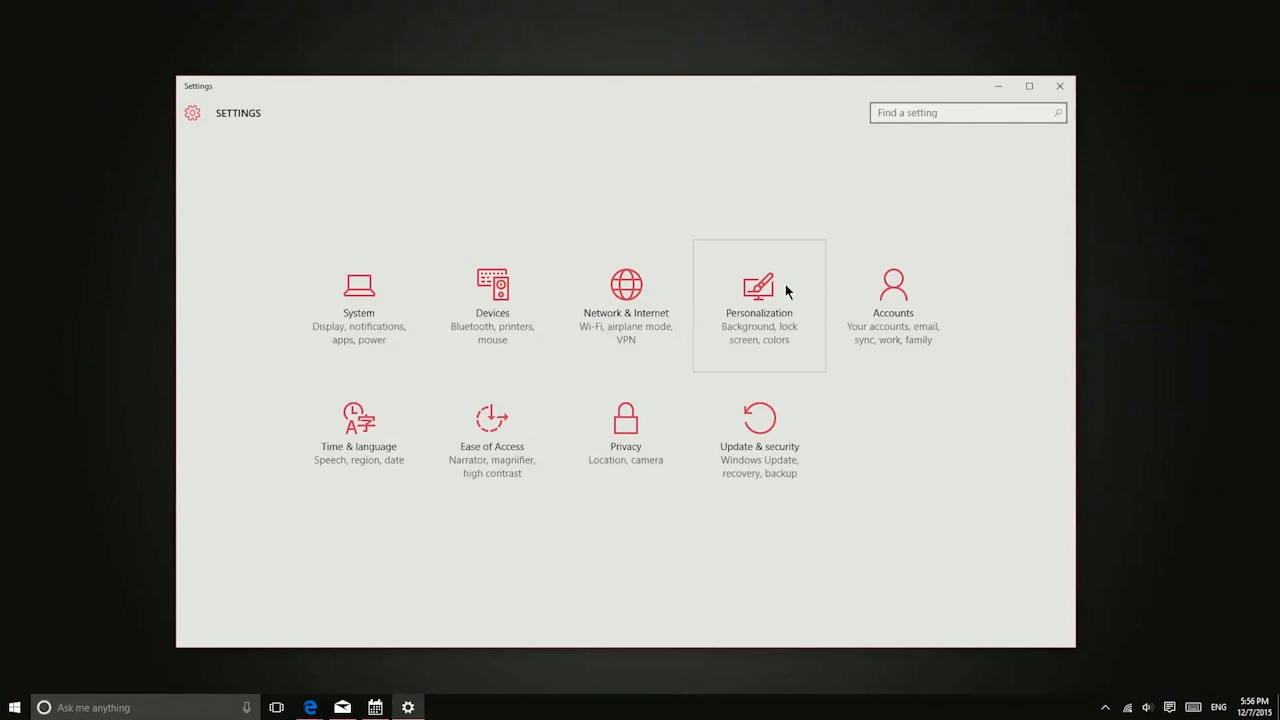 Settings
SETTINGS
Find a setting
System
Display, notifications,
apps, power
Devices
Bluetooth, printers,
mouse
Network & Internet
Wi-Fi, airplane mode,
VPN
Personalization
Background, lock
screen, colors
Accounts
Your accounts, email,
sync, work, family
A字
Time & language
Speech, region, date
Ease of Access
Narrator, magnifier,
high contrast
Privacy
Location, camera
Update & security
Windows Update,
recovery, backup
Ask me anything
ENG
5:56 PM
12/7/2015